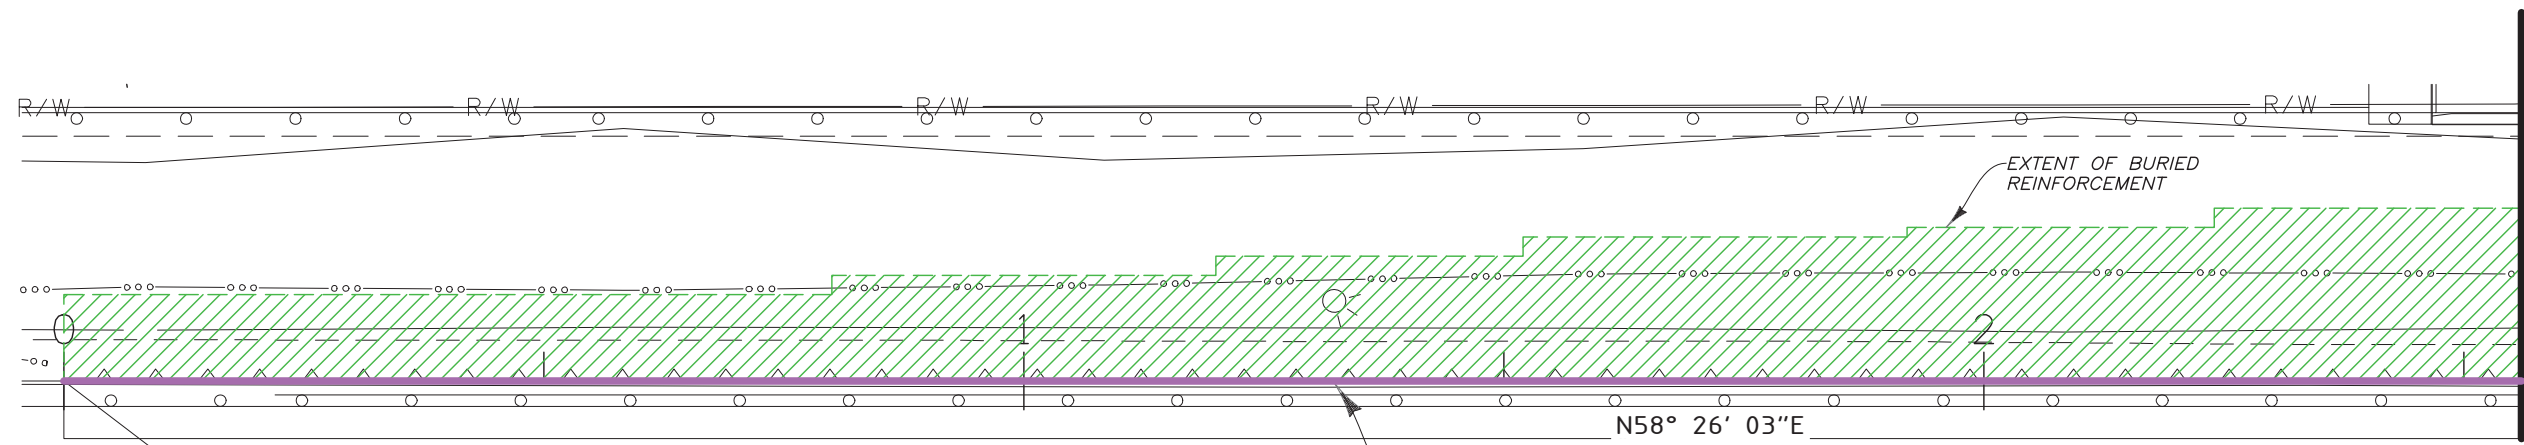 R/W R/W R/W R/W R/W R/W
EXTENT OF BURIED
REINFORCEMENT
0 1 2
N58° 26' 03"E